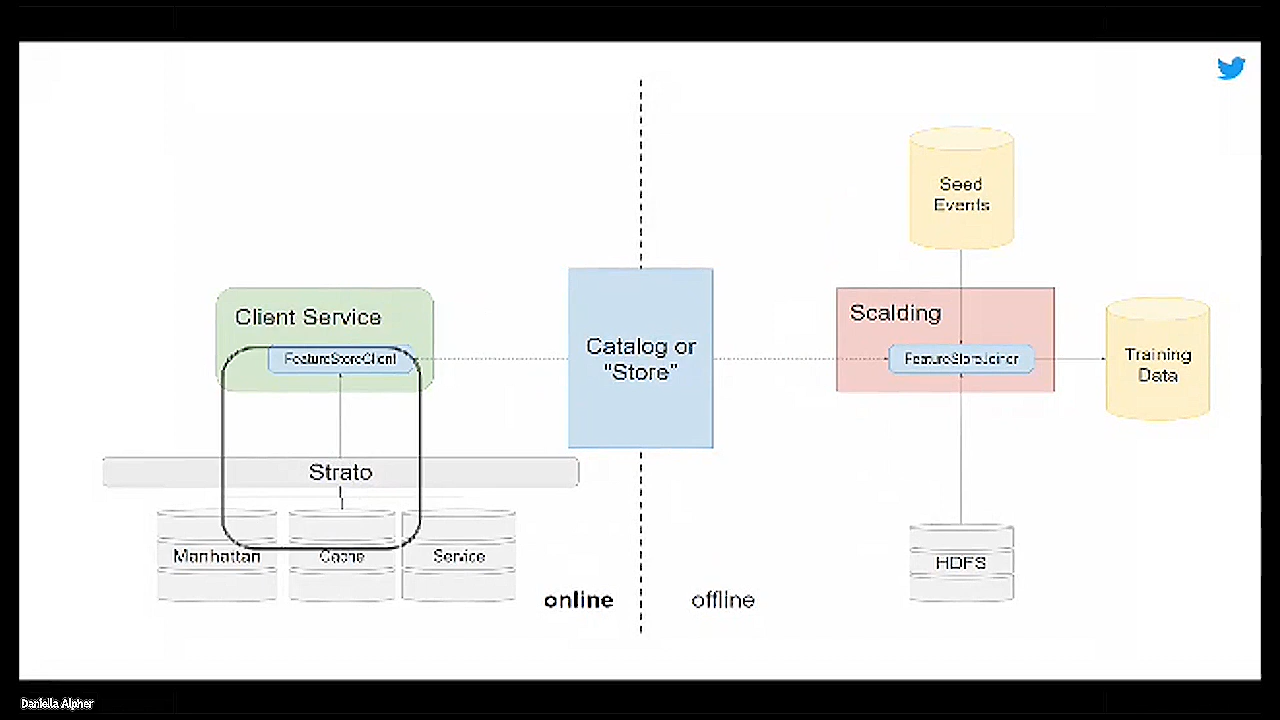 Seed
Events
Client Service
Scalding
Catalog or
"Store"
FeatureStoreClient
FeatureStoreJoiner
Training
Data
Strato
Manhattan
Cache
Service
HDFS
online
offline
Daniella Alpher